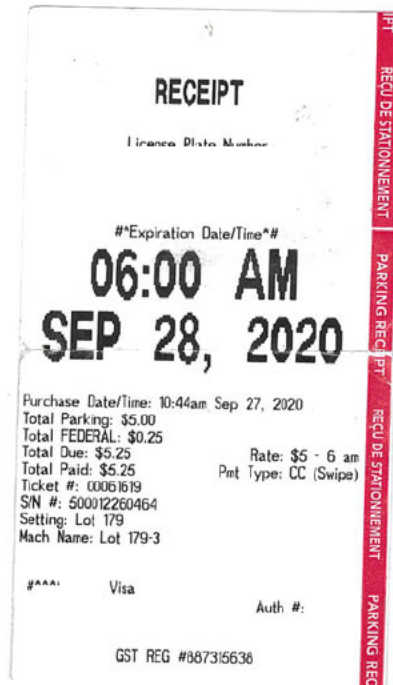 RECEIPT
License Plate Number
#*Expiration Date/Time*#
06:00 AM
SEP 28, 2020
Purchase Date/Time: 10:44am Sep 27, 2020
Total Parking: $5.00
Total FEDERAL: $0.25
Total Due: $5.25
Rate: $5 - 6 am
Total Paid: $5.25
Pmt Type: CC (Swipe)
Ticket #: 00061619
S/N #: 500012260464
Setting: Lot 179
Mach Name: Lot 179-3
Visa
Auth #:
GST REG #887315638
REÇU DE STATIONNEMENT
PARKING RECEIPT
REÇU DE STATIONNEMENT
PARKING REC